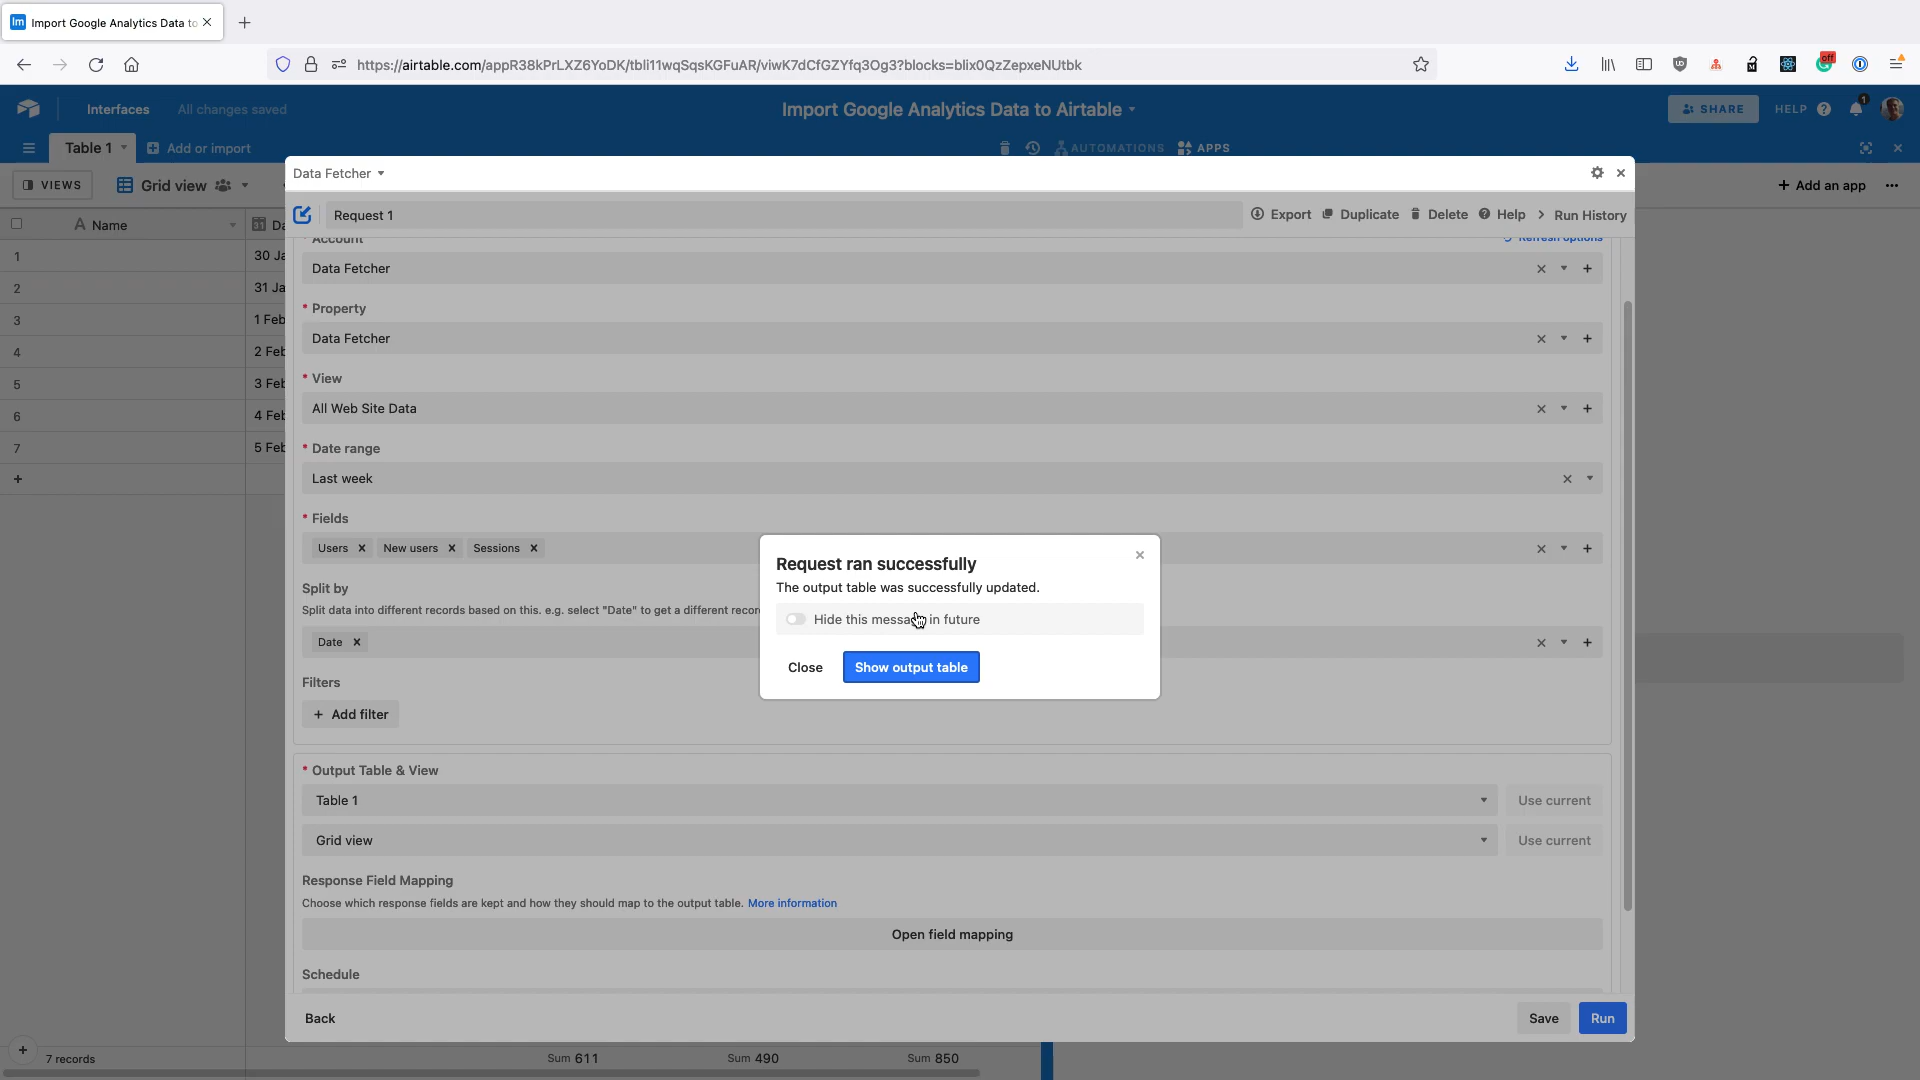 Im Import Google Analytics Data to
https://airtable.com/appR38kPrLXZ6YoDK/tbli11wqSqsKGFuAR/viwK7dCfGZYfq3Og3?blocks=blix0QzZepxeNUtbk
off
Interfaces All changes saved Import Google Analytics Data to Airtable SHARE HELP 1
Table 1 Add or import AUTOMATIONS APPS
VIEWS Grid view Data Fetcher Add an app
Request 1 Export Duplicate Delete Help Run History
Name
Account Refresh options
1 30 Ja
Data Fetcher
2 31 Ja
* Property
3 1 Feb
Data Fetcher
4 2 Feb
* View
5 3 Feb
All Web Site Data
6 4 Feb
* Date range
7 5 Feb
Last week
* Fields
Users New users Sessions
Split by
Split data into different records based on this. e.g. select "Date" to get a different recor
Date
Filters
Add filter
Request ran successfully
The output table was successfully updated.
Hide this messa in future
Close Show output table
* Output Table & View
Table 1 Use current
Grid view Use current
Response Field Mapping
Choose which response fields are kept and how they should map to the output table. More information
Open field mapping
Schedule
Back Save Run
7 records Sum 611 Sum 490 Sum 850